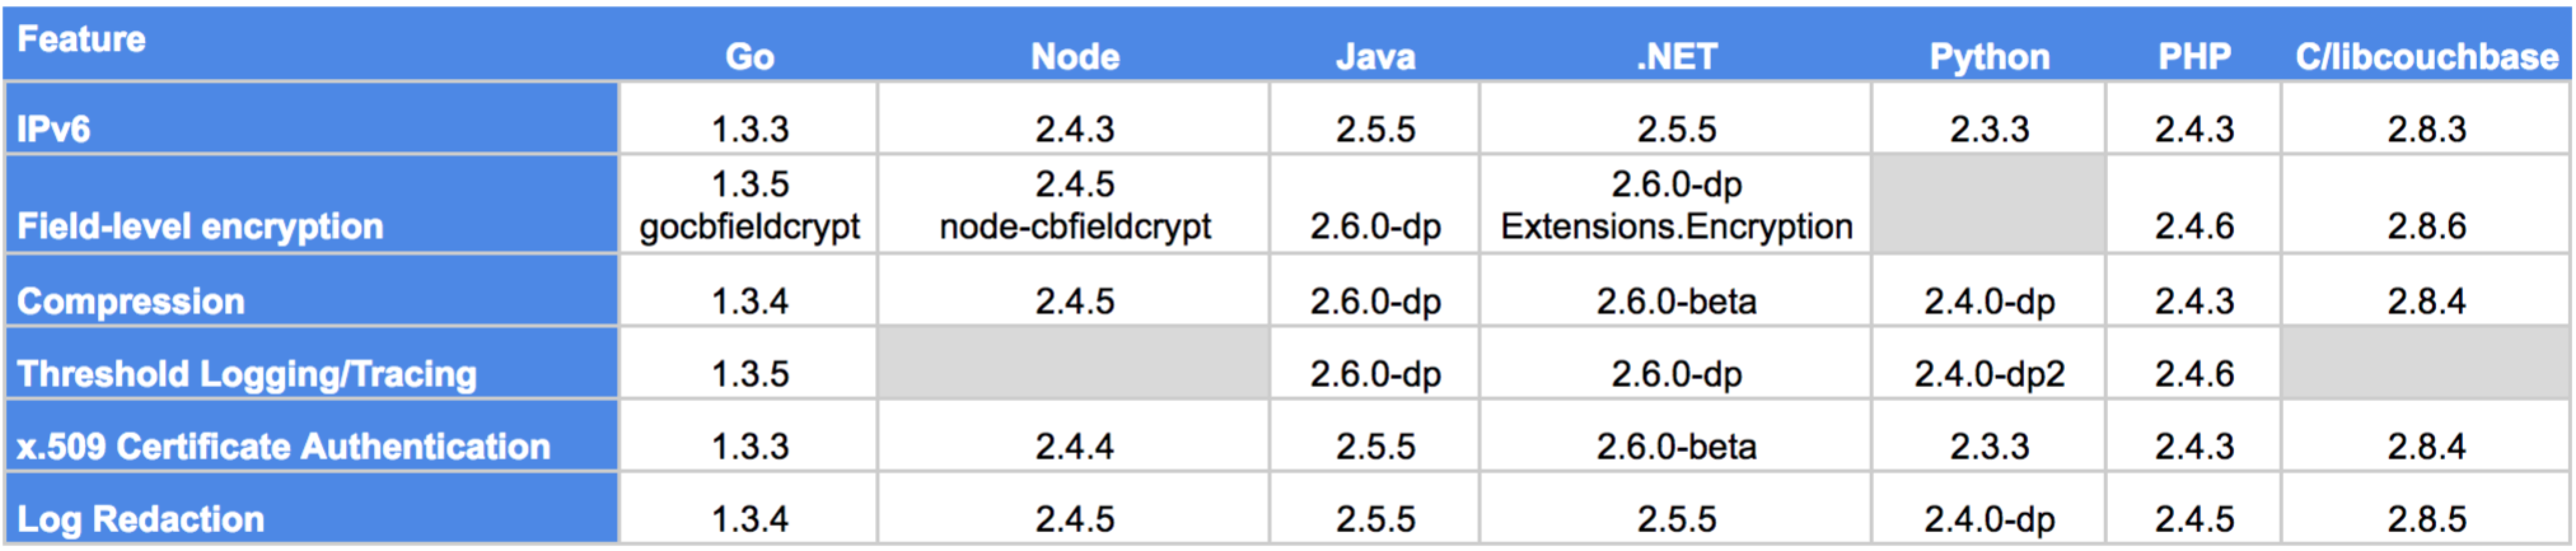 Feature Go Node Java .NET Python PHP C/libcouchbase
IPv6 1.3.3 2.4.3 2.5.5 2.5.5 2.3.3 2.4.3 2.8.3
1.3.5 2.4.5 2.6.0-dp
Field-level encryption gocbfieldcrypt node-cbfieldcrypt 2.6.0-dp Extensions.Encryption 2.4.6 2.8.6
Compression 1.3.4 2.4.5 2.6.0-dp 2.6.0-beta 2.4.0-dp 2.4.3 2.8.4
Threshold Logging/Tracing 1.3.5 2.6.0-dp 2.6.0-dp 2.4.0-dp2 2.4.6
x.509 Certificate Authentication 1.3.3 2.4.4 2.5.5 2.6.0-beta 2.3.3 2.4.3 2.8.4
Log Redaction 1.3.4 2.4.5 2.5.5 2.5.5 2.4.0-dp 2.4.5 2.8.5